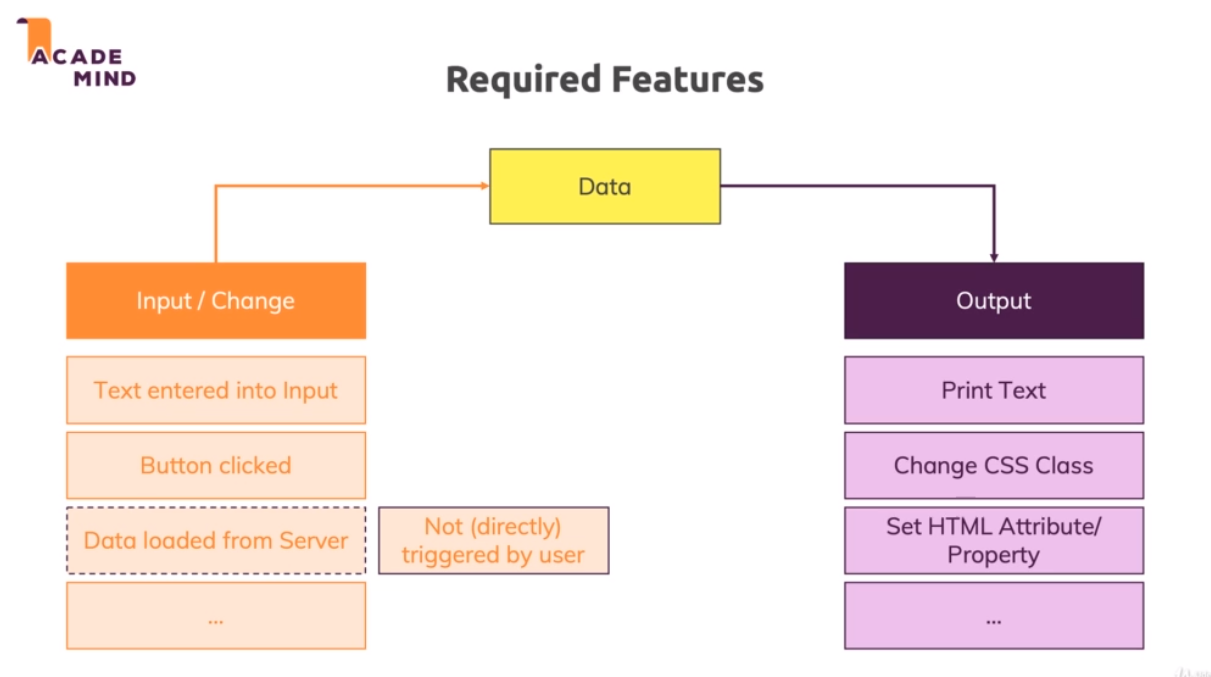 ACADE
MIND
Required Features
Data
Input / Change
Output
Text entered into Input
Print Text
Button clicked
Change CSS Class
Data loaded from Server
Not (directly)
triggered by user
Set HTML Attribute/
Property
...
...